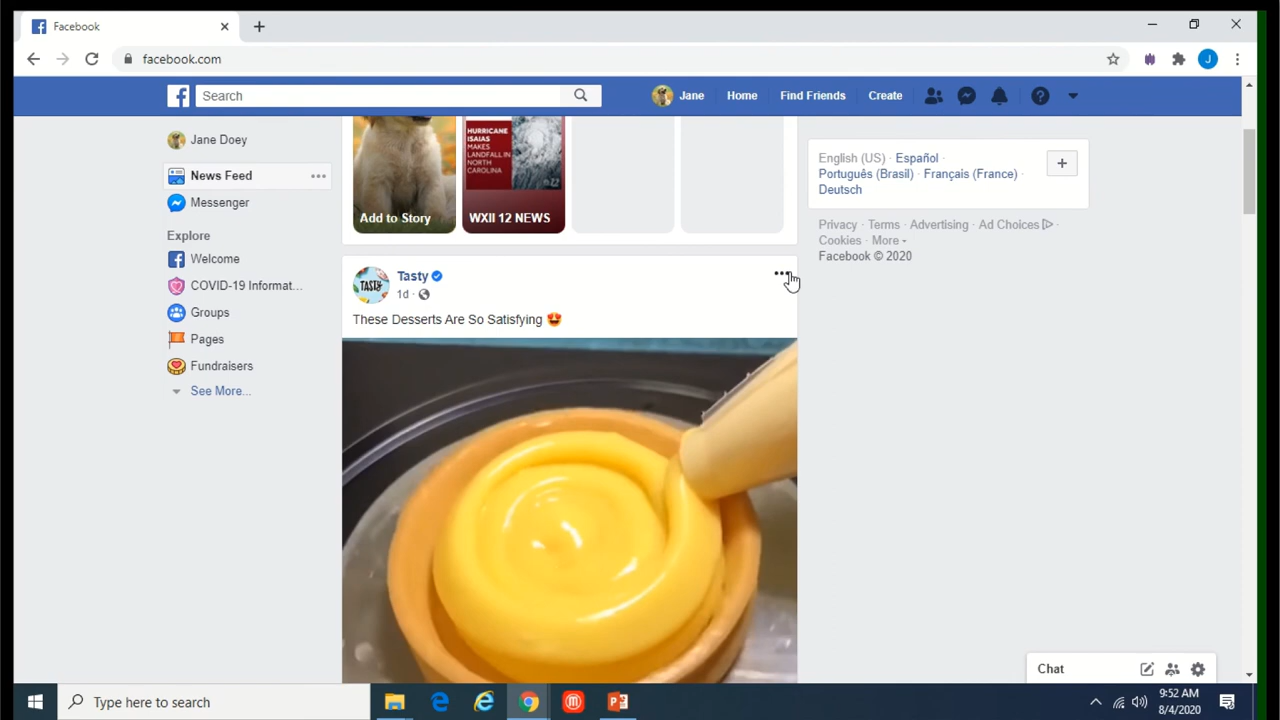 Facebook
facebook.com
Search
Jane Home Find Friends Create
Jane Doey
News Feed
Messenger
Explore
Welcome
COVID-19 Informat...
Groups
Pages
Fundraisers
See More...
Add to Story
HURRICANE
ISAIAS
MAKES
LANDFALL IN
NORTH
CAROLINA
WXII 12 NEWS
Tasty
TASTY
1d ·
These Desserts Are So Satisfying 😍
English (US) · Español ·
Português (Brasil) · Français (France) ·
Deutsch
Privacy · Terms · Advertising · Ad Choices ·
Cookies · More
Facebook © 2020
Chat
Type here to search
9:52 AM
8/4/2020